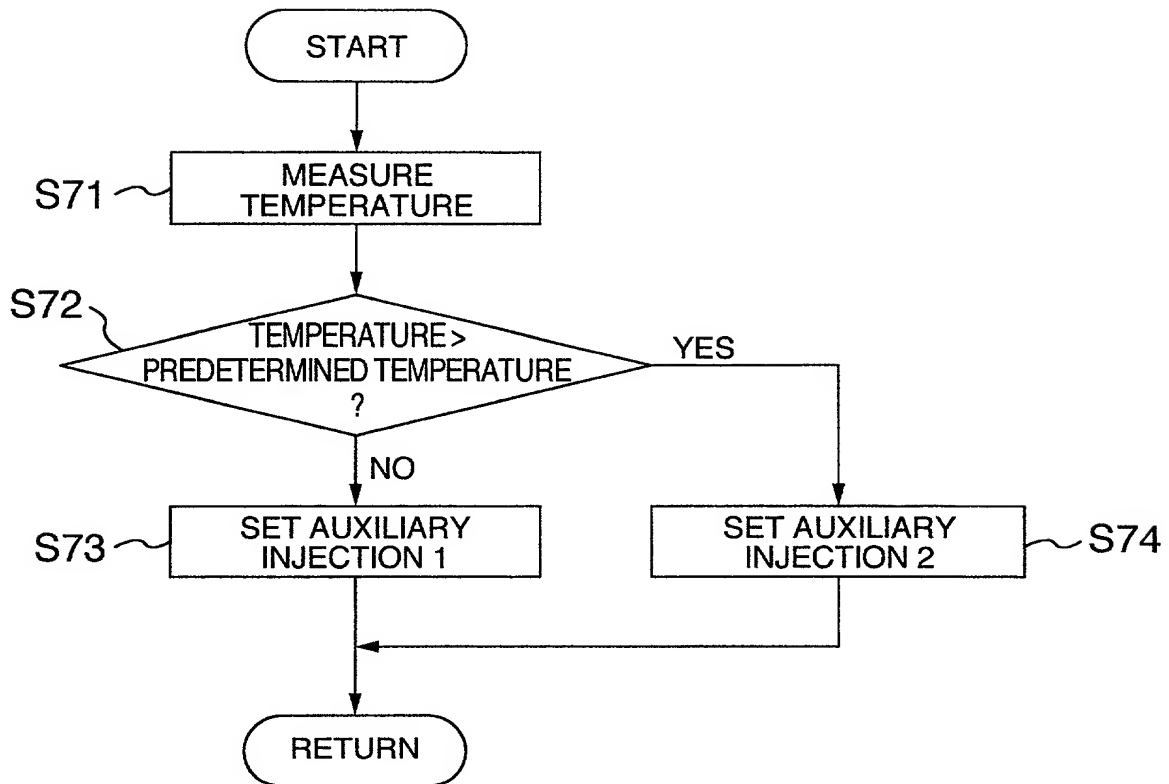 START
S71
MEASURE
TEMPERATURE
S72
TEMPERATURE >
PREDETERMINED TEMPERATURE
?
YES
NO
S73
SET AUXILIARY
INJECTION 1
SET AUXILIARY
INJECTION 2
S74
RETURN